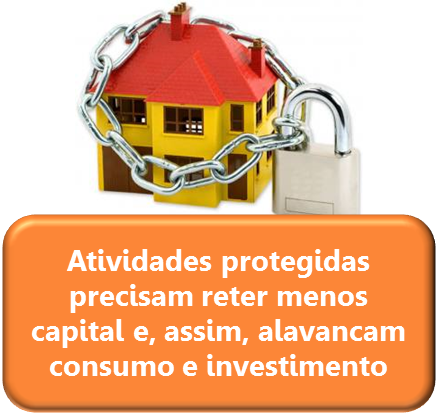 Atividades protegidas
precisam reter menos
capital e, assim, alavancam
consumo e investimento